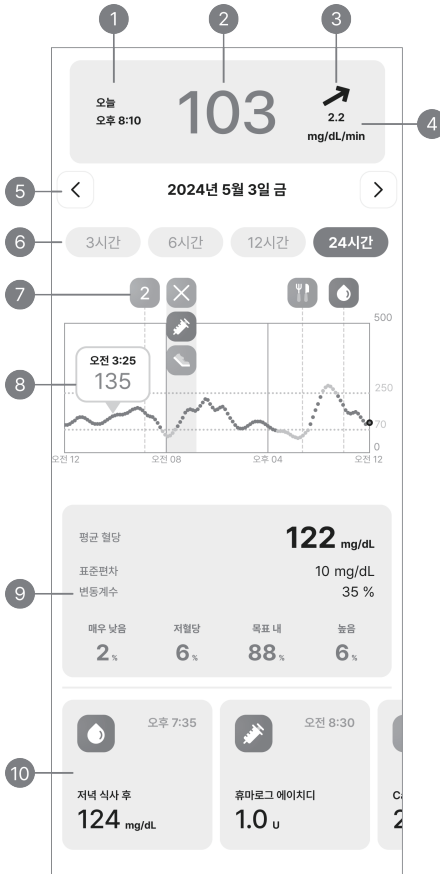 1
2
3
오늘
오후 8:10
103
2.2
mg/dL/min
4
5
2024년 5월 3일 금
6
3시간
6시간
12시간
24시간
7
2
500
8
오전 3:25
135
250
70
0
오전 12
오전 08
오후 04
오전 12
평균 혈당
122 mg/dL
표준편차
10 mg/dL
9
변동계수
35 %
매우 낮음
저혈당
목표 내
높음
2 %
6 %
88 %
6 %
오후 7:35
오전 8:30
10
저녁 식사 후
휴마로그 에이치디
124 mg/dL
1.0 U
2